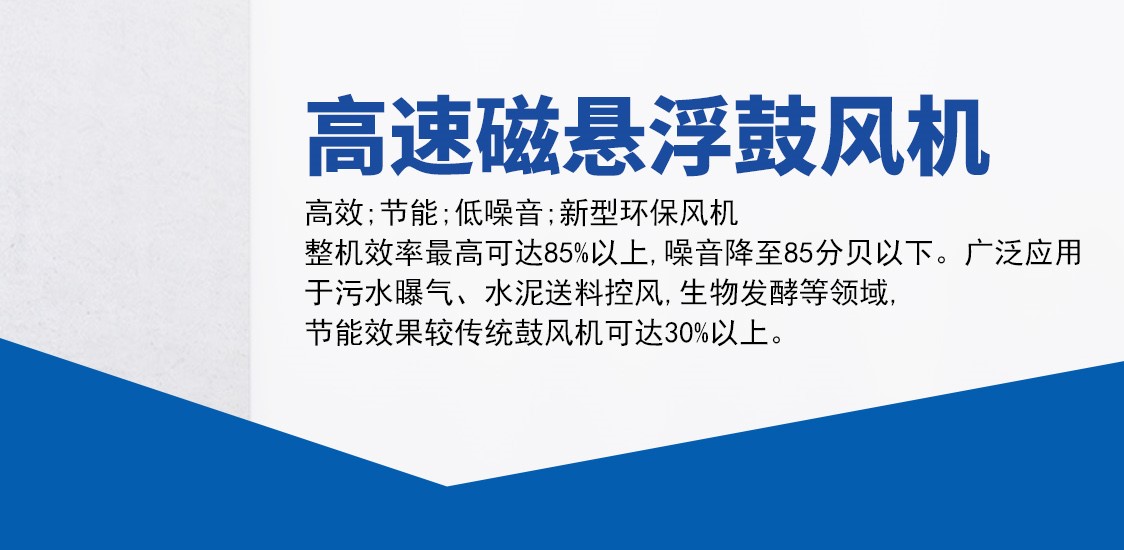 高速磁悬浮鼓风机
高效;节能;低噪音;新型环保风机
整机效率最高可达85%以上,噪音降至85分贝以下。广泛应用
于污水曝气、水泥送料控风,生物发酵等领域,
节能效果较传统鼓风机可达30%以上。